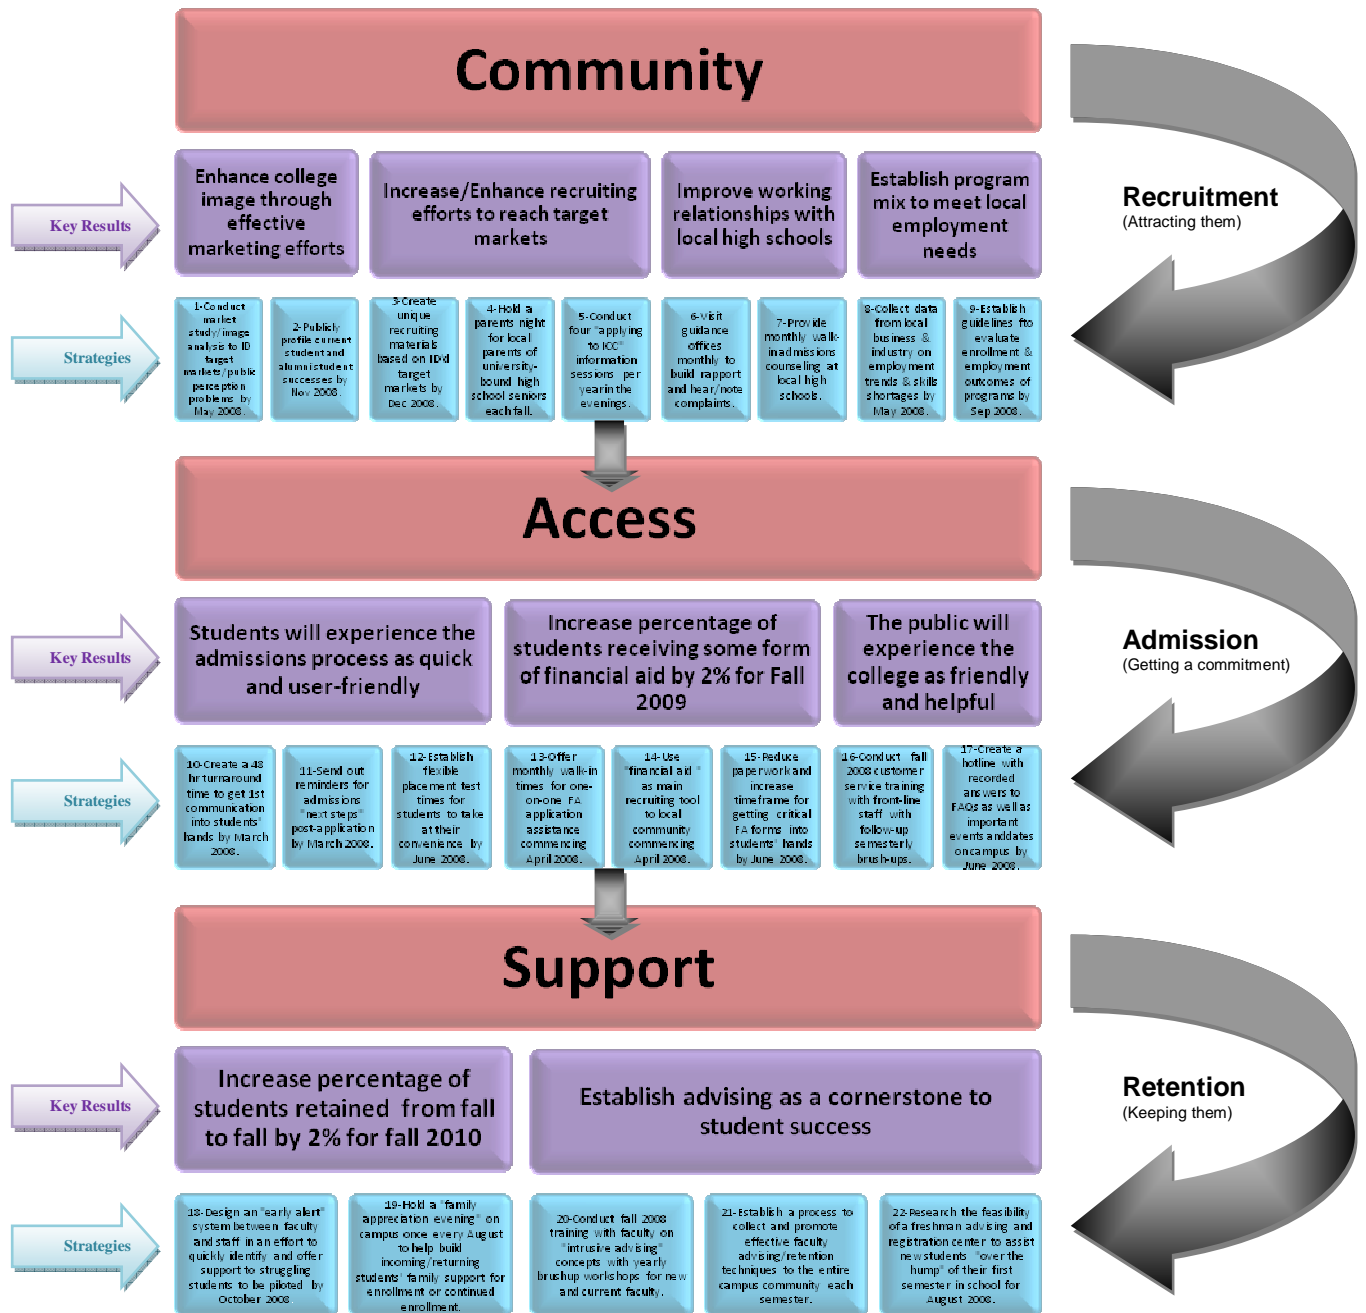 Community
Recruitment
(Attracting them)
Key Results
Enhance college
image through
effective
marketing efforts
Increase/Enhance recruiting
efforts to reach target
markets
Improve working
relationships with
local high schools
Establish program
mix to meet local
employment
needs
Strategies
1-Conduct
market
study/image
analysis to ID
target
markets/public
perception
problems by
May 2008.
2-Publicly
profile current
student and
alumni student
successes by
Nov 2008.
3-Create
unique
recruiting
materials
based on ID'd
target
markets by
Dec 2008.
4-Hold a
parents night
for local
parents of
university-
bound high
school seniors
each fall.
5-Conduct
four "applying
to ICC"
information
sessions per
year in the
evenings.
6-Visit
guidance
offices
monthly to
build rapport
and hear/note
complaints.
7-Provide
monthly walk-
in admissions
counseling at
local high
schools.
8-Collect data
from local
business &
industry on
employment
trends & skills
shortages by
May 2008.
9-Establish
guidelines fto
evaluate
enrollment &
employment
outcomes of
programs by
Sep 2008.
Access
Admission
(Getting a commitment)
Key Results
Students will experience the
admissions process as quick
and user-friendly
Increase percentage of
students receiving some form
of financial aid by 2% for Fall
2009
The public will
experience the
college as friendly
and helpful
Strategies
10-Create a 48
hr turnaround
time to get 1st
communication
into students'
hands by March
2008.
11-Send out
reminders for
admissions
"next steps"
post-application
by March 2008.
12-Establish
flexible
placement test
times for
students to take
at their
convenience by
June 2008.
13-Offer
monthly walk-in
times for one-
on-one FA
application
assistance
commencing
April 2008.
14-Use
"financial aid "
as main
recruiting tool
to local
community
commencing
April 2008.
15-Reduce
paperwork and
increase
timeframe for
getting critical
FA forms into
students' hands
by June 2008.
16-Conduct fall
2008 customer
service training
with front-line
staff with
follow-up
semesterly
brush-ups.
17-Create a
hotline with
recorded
answers to
FAQs as well as
important
events and dates
on campus by
June 2008.
Support
Retention
(Keeping them)
Key Results
Increase percentage of
students retained from fall
to fall by 2% for fall 2010
Establish advising as a cornerstone to
student success
Strategies
18-Design an "early alert"
system between faculty
and staff in an effort to
quickly identify and offer
support to struggling
students to be piloted by
October 2008.
19-Hold a "family
appreciation evening" on
campus once every August
to help build
incoming/returning
students' family support for
enrollment or continued
enrollment.
20-Conduct fall 2008
training with faculty on
"intrusive advising"
concepts with yearly
brushup workshops for new
and current faculty.
21-Establish a process to
collect and promote
effective faculty
advising/retention
techniques to the entire
campus community each
semester.
22-Research the feasibility
of a freshman advising and
registration center to assist
new students "over the
hump" of their first
semester in school for
August 2008.